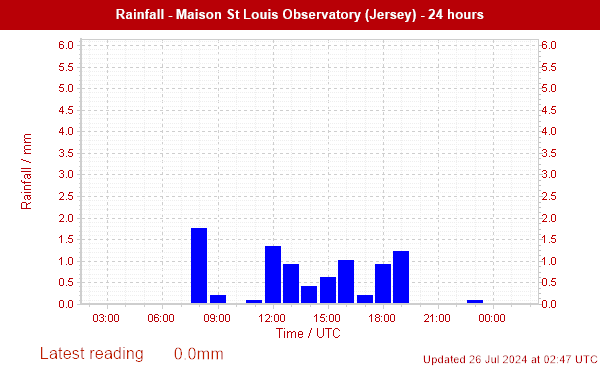 Rainfall - Maison St Louis Observatory (Jersey) - 24 hours
6.0 6.0
5.5 5.5
5.0 5.0
4.5 4.5
4.0 4.0
3.5 3.5
3.0 3.0
2.5 2.5
2.0 2.0
1.5 1.5
1.0 1.0
0.5 0.5
0.0 0.0
Rainfall / mm
03:00 06:00 09:00 12:00 15:00 18:00 21:00 00:00
Time / UTC
Latest reading 0.0mm
Updated 26 Jul 2024 at 02:47 UTC